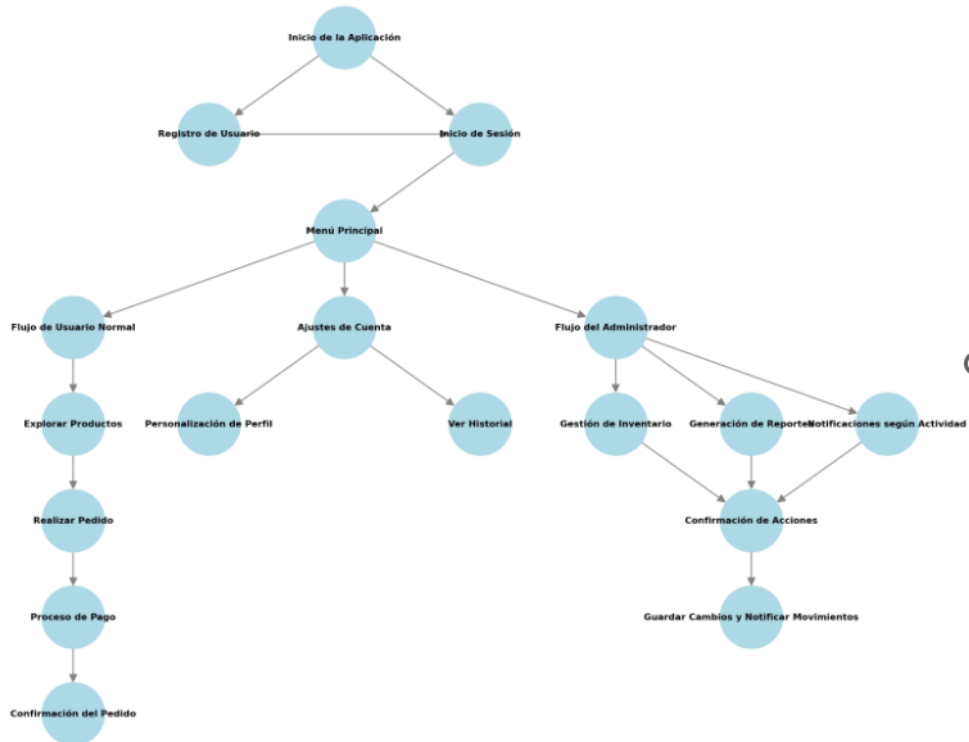 Inicio de la Aplicación
Registro de Usuario
Inicio de Sesión
Menú Principal
Flujo de Usuario Normal
Ajustes de Cuenta
Flujo del Administrador
Explorar Productos
Personalización de Perfil
Ver Historial
Gestión de Inventario
Generación de Reportes
Notificaciones según Actividad
Realizar Pedido
Confirmación de Acciones
Proceso de Pago
Guardar Cambios y Notificar Movimientos
Confirmación del Pedido